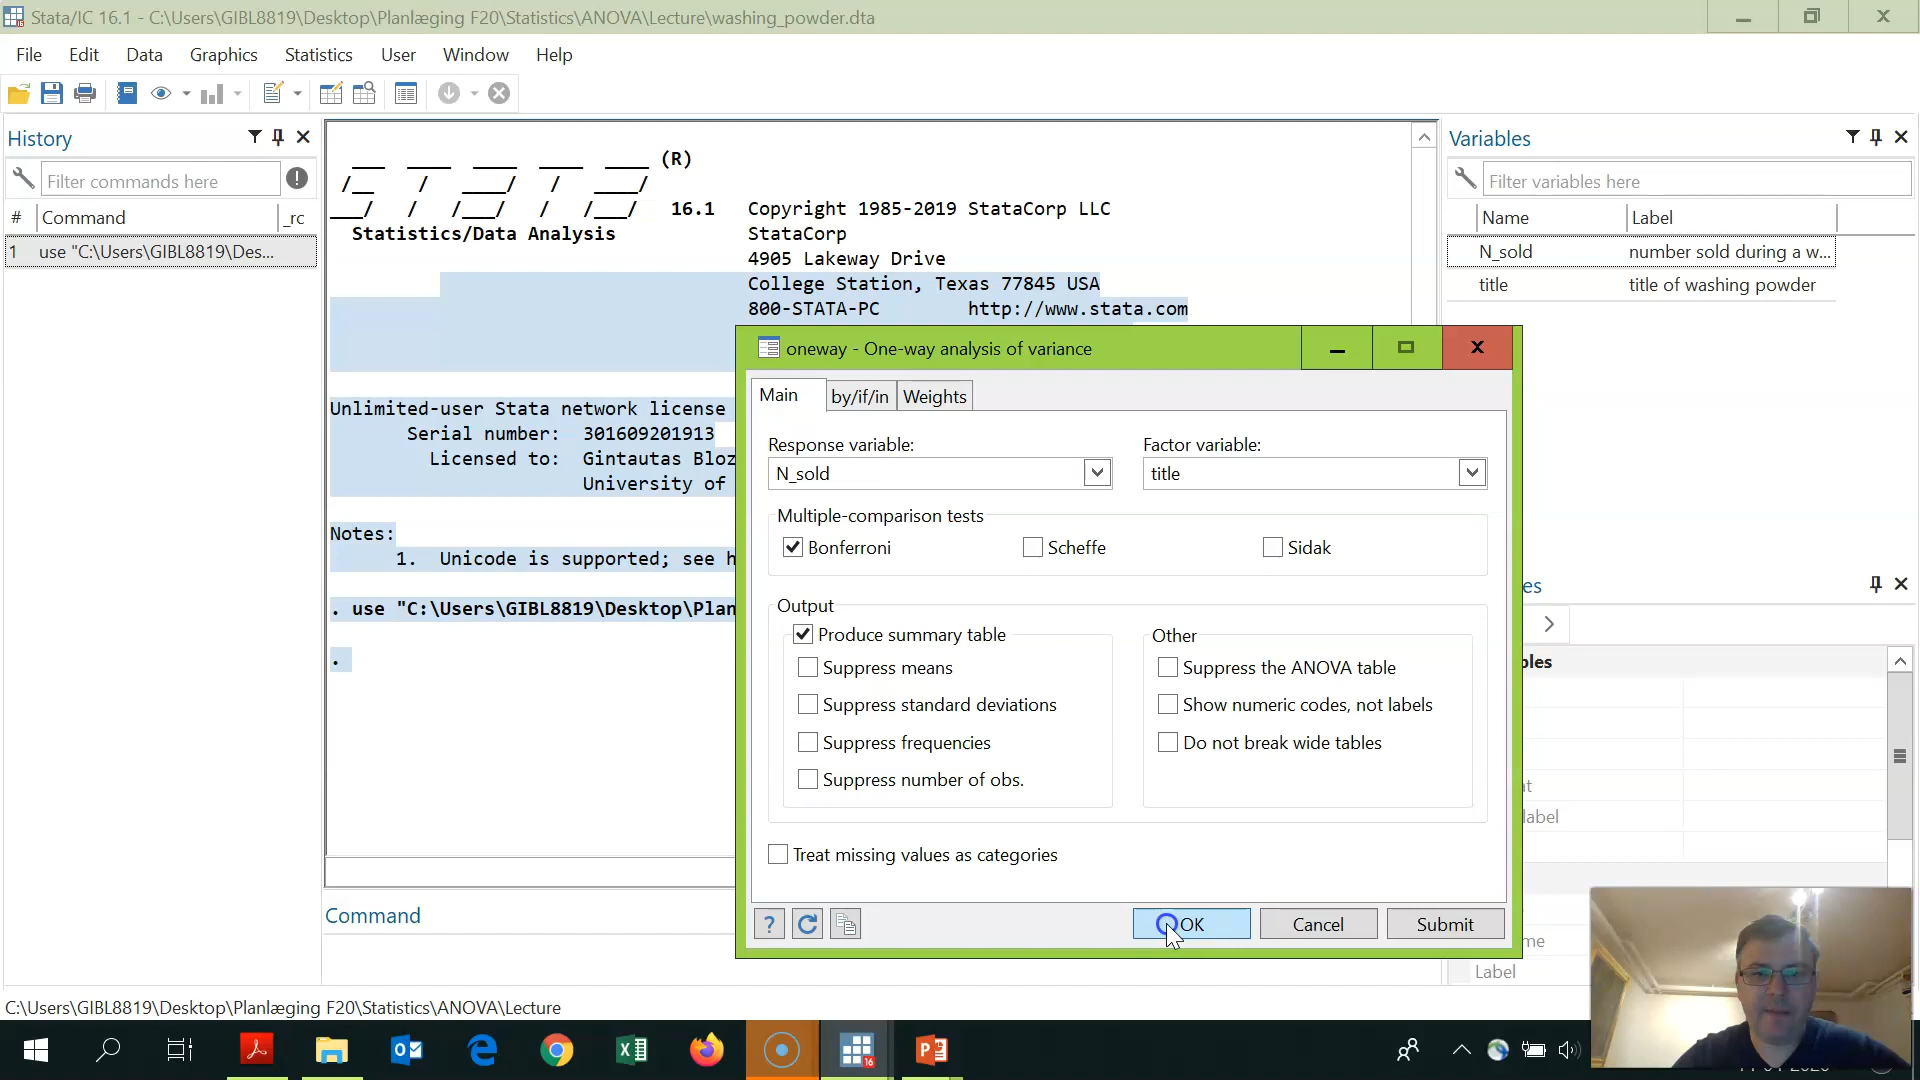 Stata/IC 16.1 - C:\Users\GIBL8819\Desktop\Planlæging F20\Statistics\ANOVA\Lecture\washing_powder.dta
File Edit Data Graphics Statistics User Window Help
History
Filter commands here
# Command _rc
1 use "C:\Users\GIBL8819\Des...
(R)
16.1 Copyright 1985-2019 StataCorp LLC
Statistics/Data Analysis StataCorp
4905 Lakeway Drive
College Station, Texas 77845 USA
800-STATA-PC http://www.stata.com
Unlimited-user Stata network license
Serial number: 301609201913
Licensed to: Gintautas Bloz
University of
Notes:
1. Unicode is supported; see h
. use "C:\Users\GIBL8819\Desktop\Plan
.
Command
oneway - One-way analysis of variance
Main by/if/in Weights
Response variable: Factor variable:
N_sold title
Multiple-comparison tests
Bonferroni Scheffe Sidak
Output
Produce summary table Other
Suppress means Suppress the ANOVA table
Suppress standard deviations Show numeric codes, not labels
Suppress frequencies Do not break wide tables
Suppress number of obs.
Treat missing values as categories
? OK Cancel Submit
Variables
Filter variables here
Name Label
N_sold number sold during a w...
title title of washing powder
es
bles
t
label
me
Label
C:\Users\GIBL8819\Desktop\Planlæging F20\Statistics\ANOVA\Lecture
16